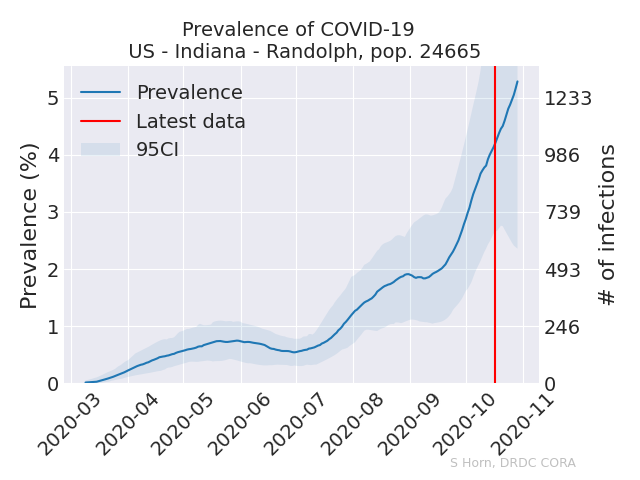 Prevalence of COVID-19
US - Indiana - Randolph, pop. 24665
Prevalence
Latest data
95CI
Prevalence (%)
5
4
3
2
1
0
1233
986
739
493
246
0
# of infections
2020-03
2020-04
2020-05
2020-06
2020-07
2020-08
2020-09
2020-10
2020-11
S Horn, DRDC CORA